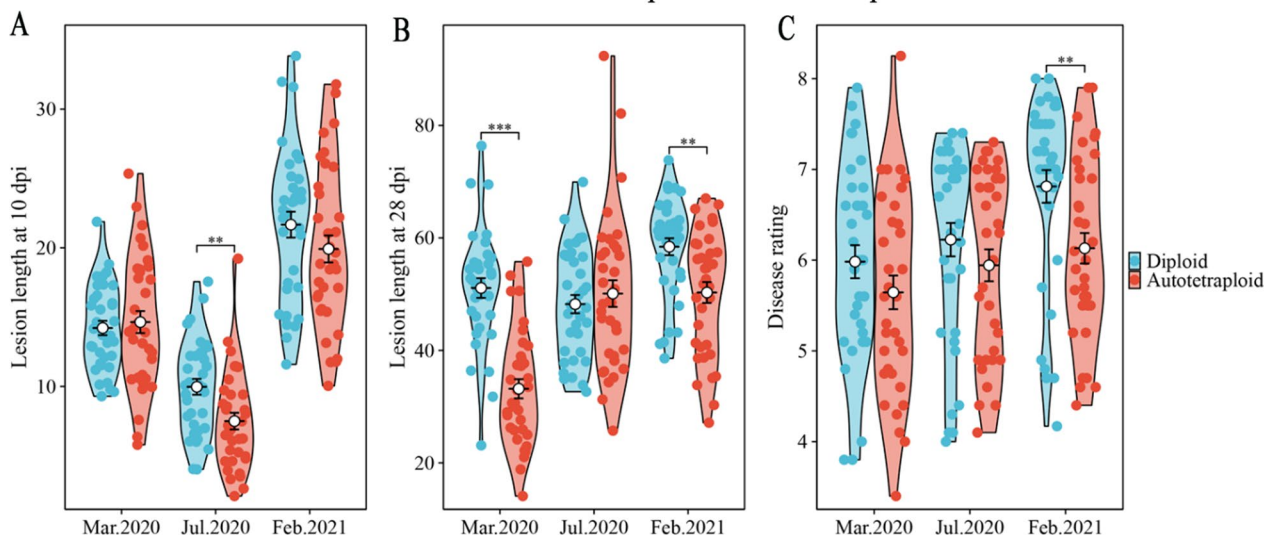 A
Lesion length at 10 dpi
30
20
10
**
Mar.2020 Jul.2020 Feb.2021
B
Lesion length at 28 dpi
80
60
40
20
***
**
Mar.2020 Jul.2020 Feb.2021
C
Disease rating
8
7
6
5
4
**
Mar.2020 Jul.2020 Feb.2021
Diploid
Autotetraploid